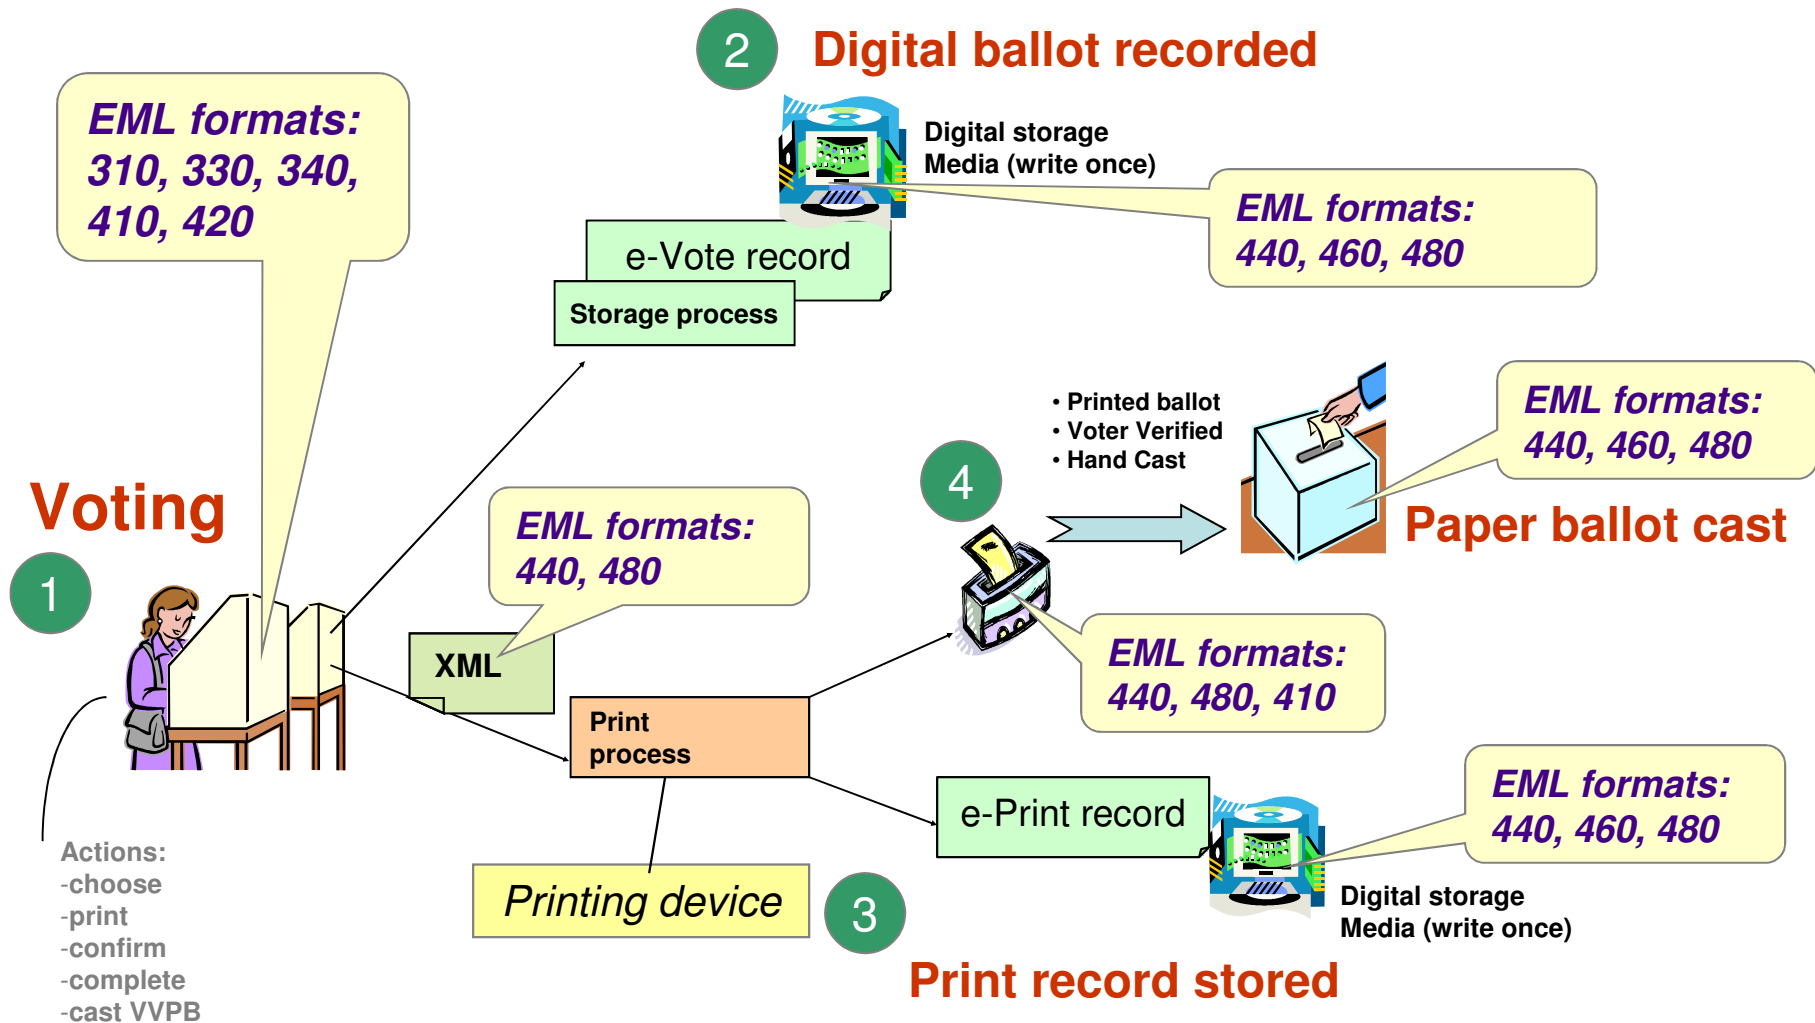 2
Digital ballot recorded
EML formats:
310, 330, 340,
410, 420
Digital storage
Media (write once)
EML formats:
440, 460, 480
e-Vote record
Storage process
• Printed ballot
• Voter Verified
• Hand Cast
EML formats:
440, 460, 480
4
Voting
EML formats:
440, 480
Paper ballot cast
1
XML
EML formats:
440, 480, 410
Print
process
e-Print record
EML formats:
440, 460, 480
Actions:
-choose
-print
-confirm
-complete
-cast VVPB
Printing device
3
Digital storage
Media (write once)
Print record stored